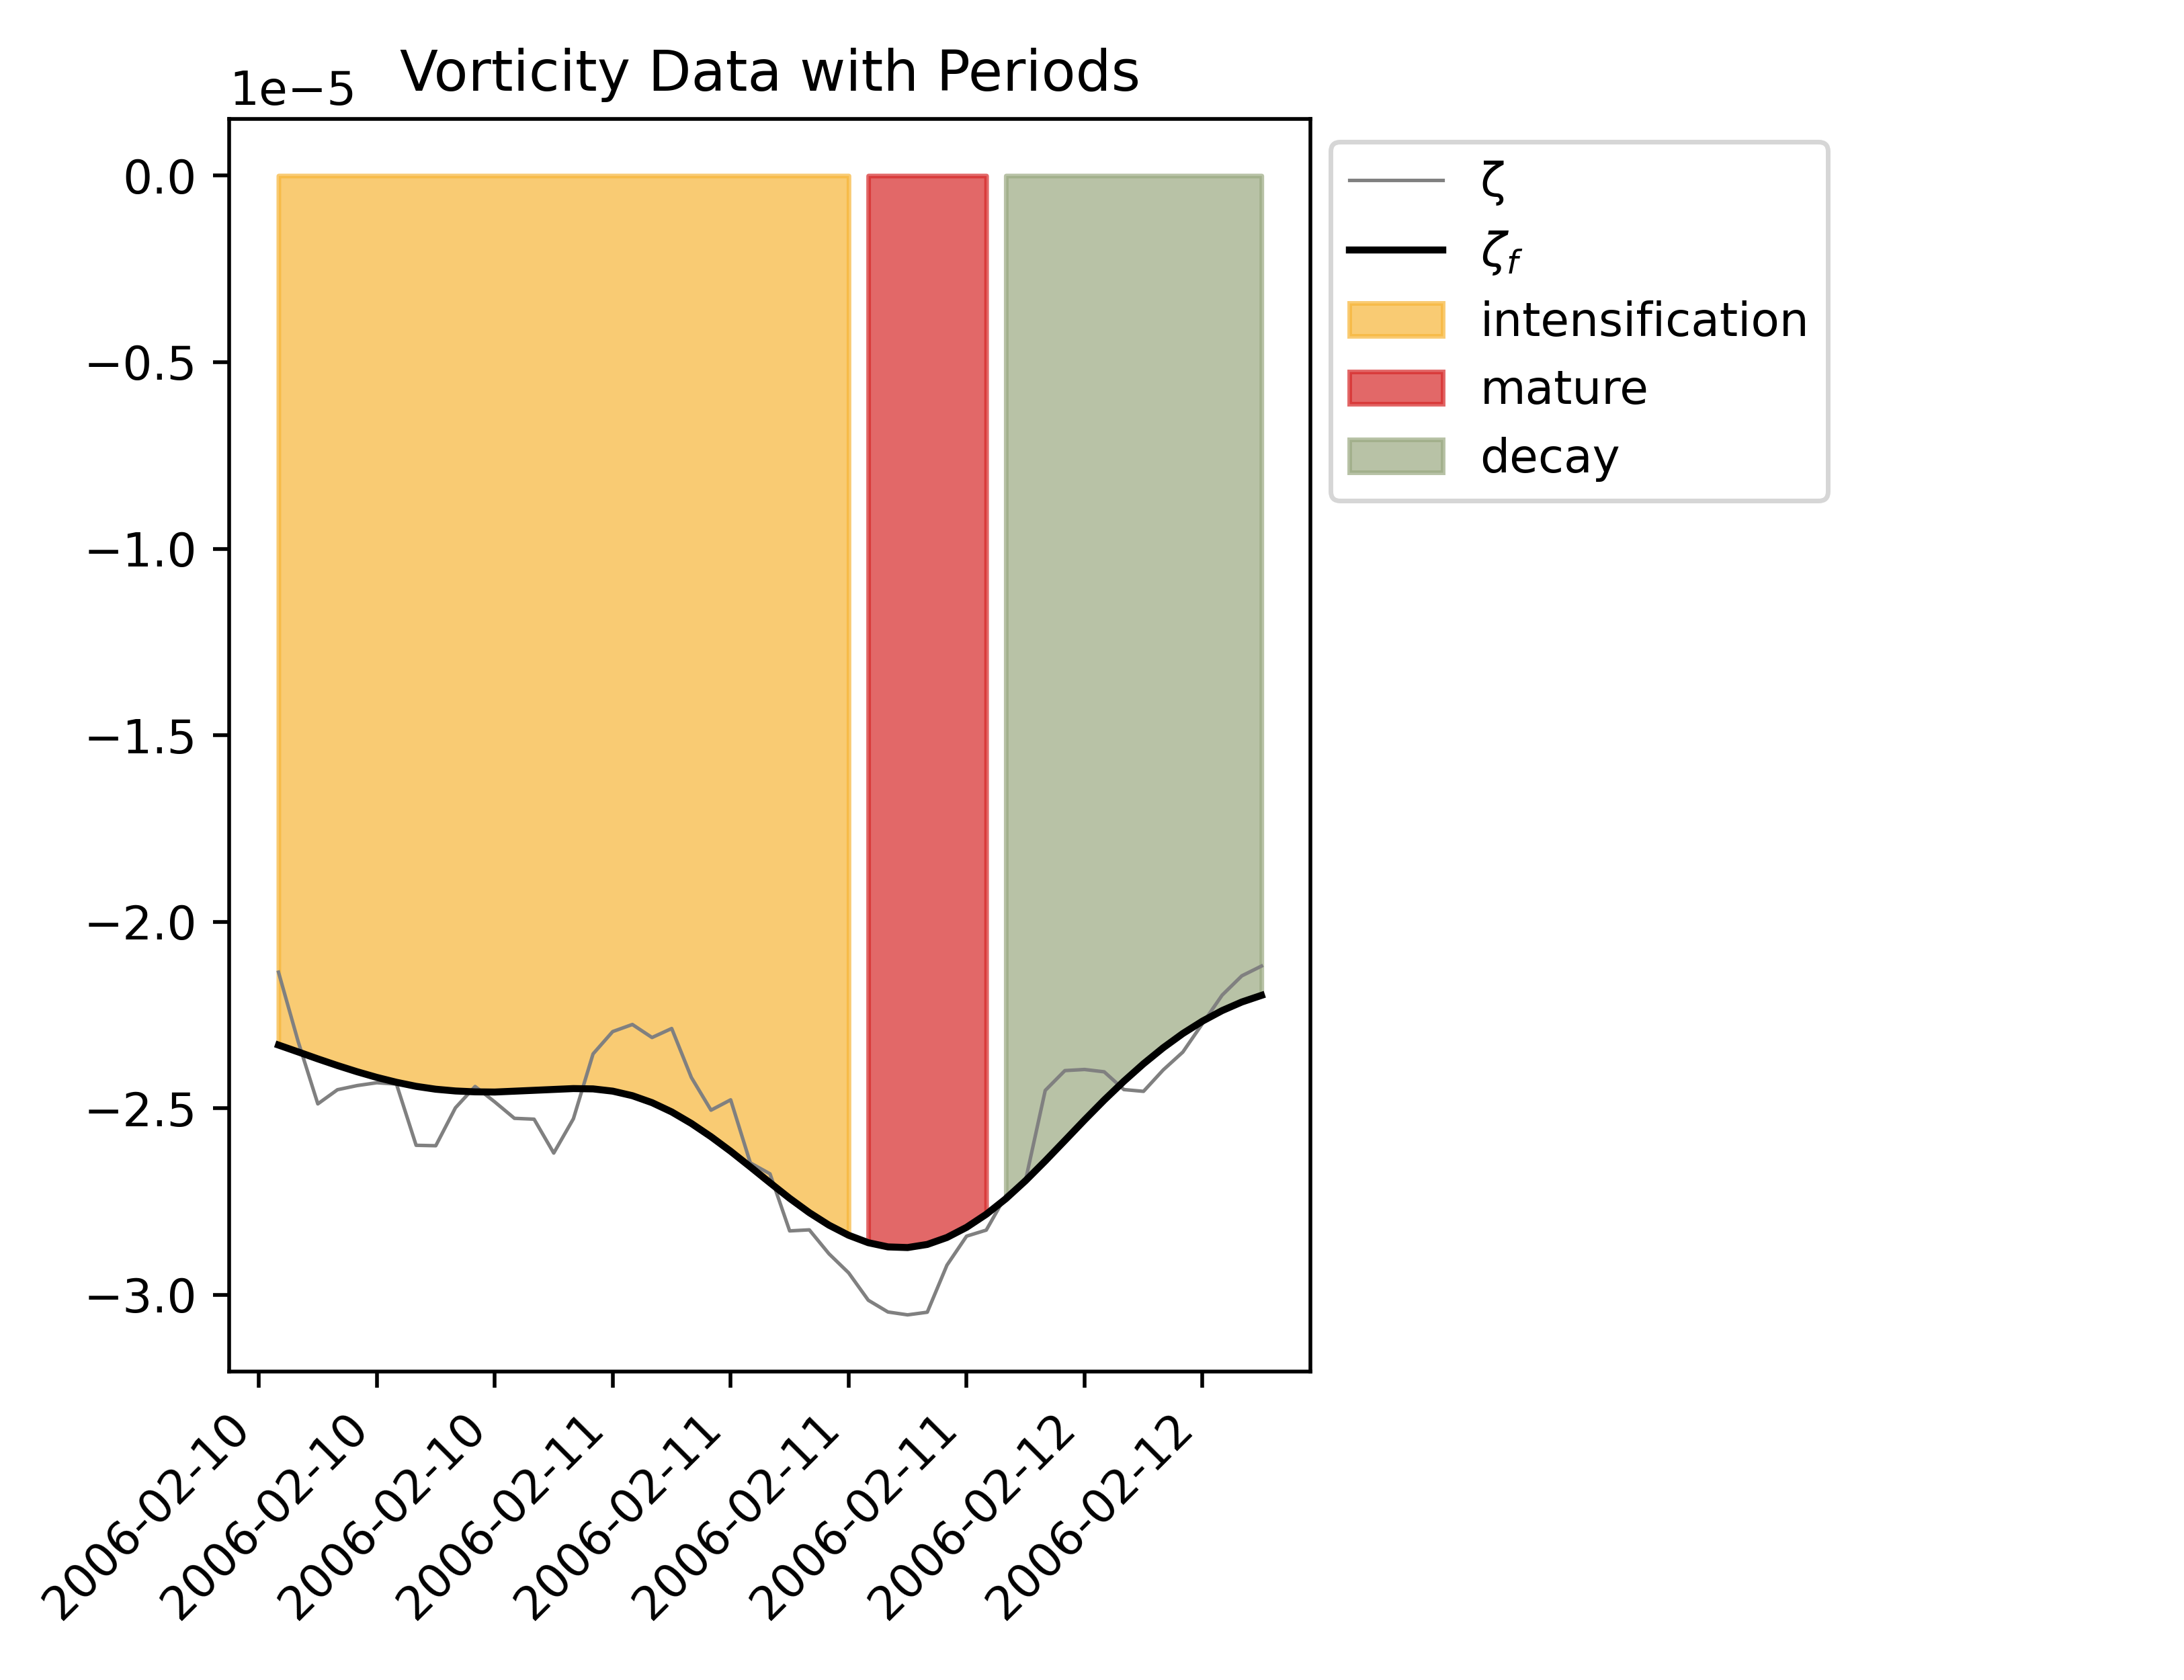 Vorticity Data with Periods
1e−5
0.0
−0.5
−1.0
−1.5
−2.0
−2.5
−3.0
2006-02-10
2006-02-10
2006-02-10
2006-02-11
2006-02-11
2006-02-11
2006-02-11
2006-02-12
2006-02-12
ζ
ζf
intensification
mature
decay